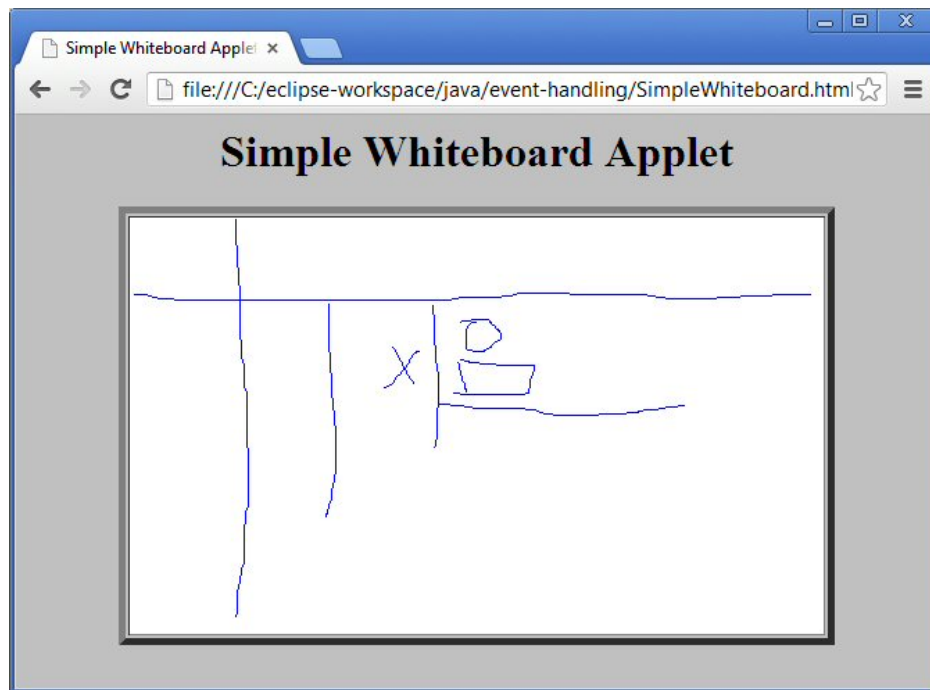 Simple Whiteboard Applet
file:///C:/eclipse-workspace/java/event-handling/SimpleWhiteboard.html
Simple Whiteboard Applet
X